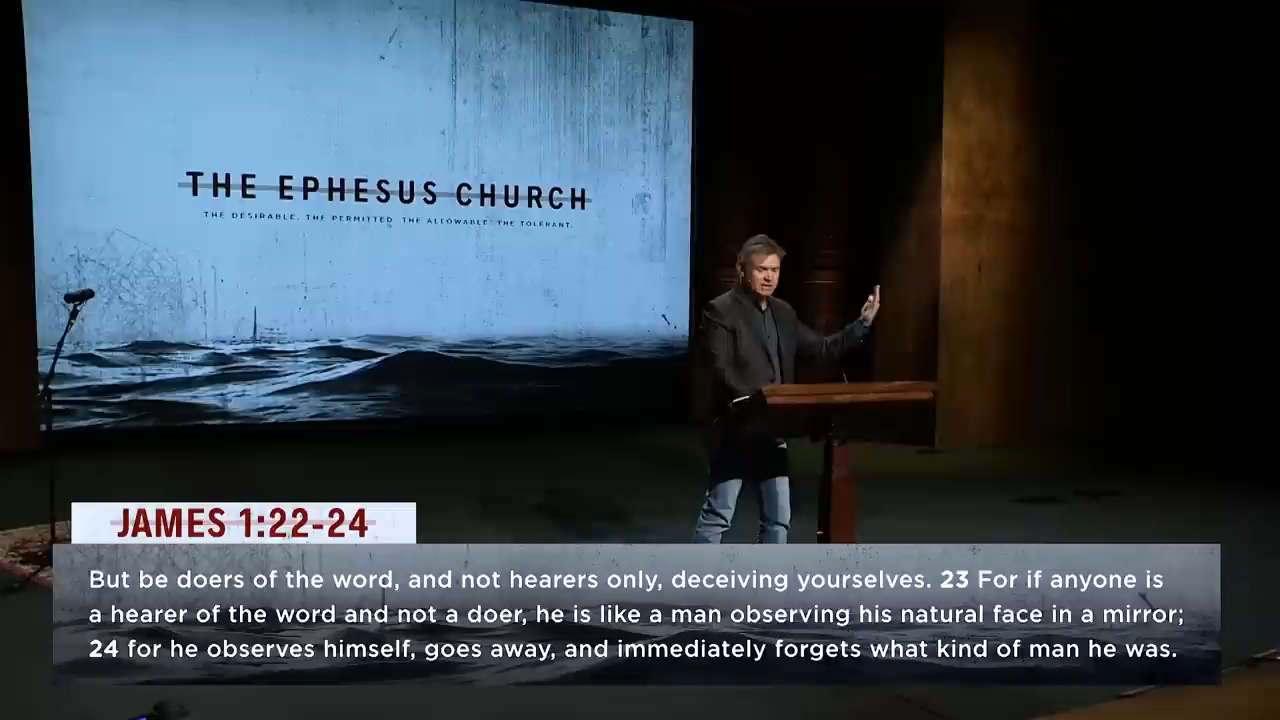 THE EPHESUS CHURCH
THE DESIRABLE. THE PERMITTED. THE ALLOWABLE. THE TOLERANT.
JAMES 1:22-24
But be doers of the word, and not hearers only, deceiving yourselves. 23 For if anyone is
a hearer of the word and not a doer, he is like a man observing his natural face in a mirror;
24 for he observes himself, goes away, and immediately forgets what kind of man he was.